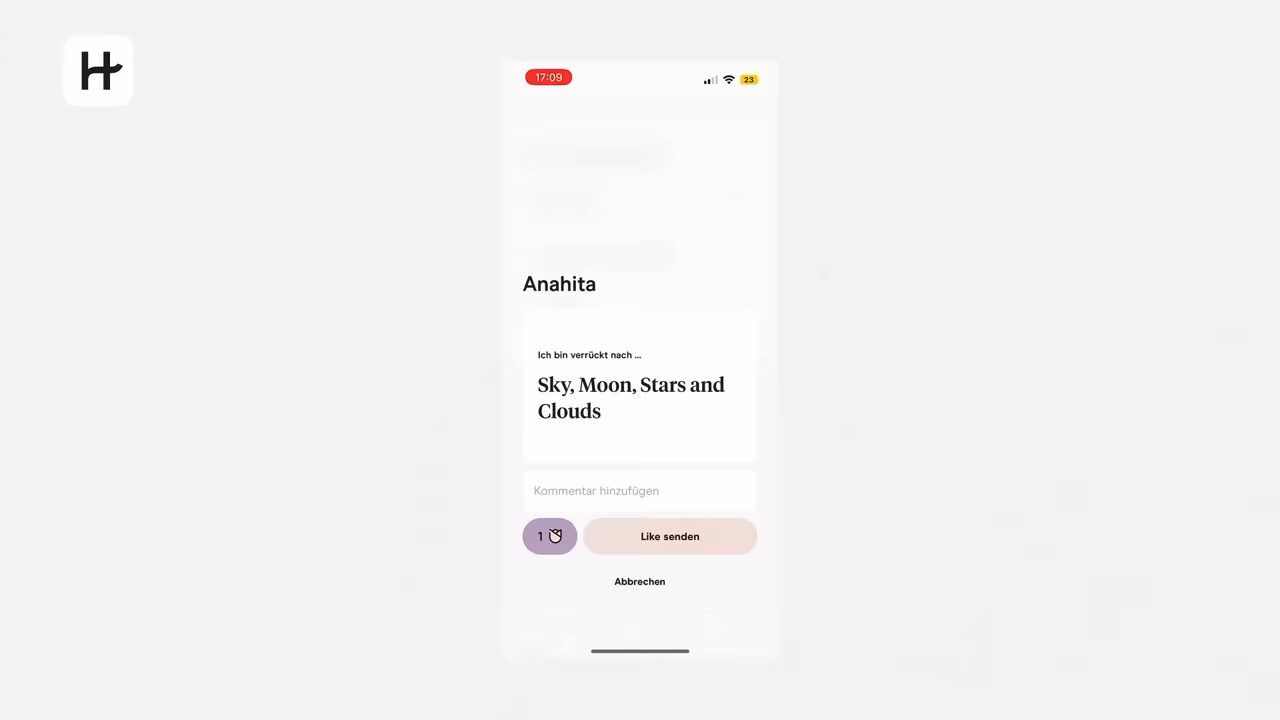 H
17:09
23
Anahita
Ich bin verrückt nach ...
Sky, Moon, Stars and
Clouds
Kommentar hinzufügen
1
Like senden
Abbrechen